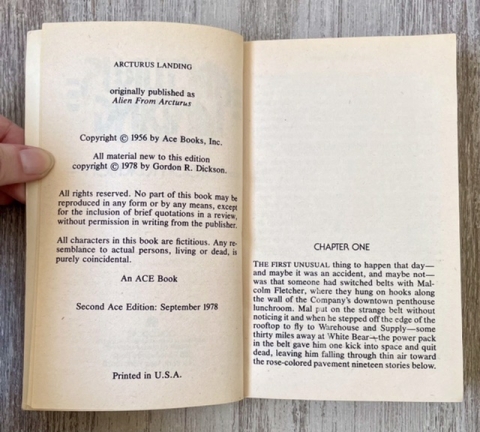 ARCTURUS LANDING
originally published as
Alien From Arcturus
Copyright © 1956 by Ace Books, Inc.
All material new to this edition
copyright © 1978 by Gordon R. Dickson.
All rights reserved. No part of this book may be
reproduced in any form or by any means, except
for the inclusion of brief quotations in a review,
without permission in writing from the publisher.
All characters in this book are fictitious. Any re-
semblance to actual persons, living or dead, is
purely coincidental.
An ACE Book
Second Ace Edition: September 1978
Printed in U.S.A.
CHAPTER ONE
THE FIRST UNUSUAL thing to happen that day—
and maybe it was an accident, and maybe not—
was that someone had switched belts with Mal-
colm Fletcher, where they hung on hooks along
the wall of the Company's downtown penthouse
lunchroom. Mal put on the strange belt without
noticing it and when he stepped off the edge of the
rooftop to fly to Warehouse and Supply—some
thirty miles away at White Bear—the power pack
in the belt gave him one kick into space and quit
dead, leaving him falling through thin air toward
the rose-colored pavement nineteen stories below.